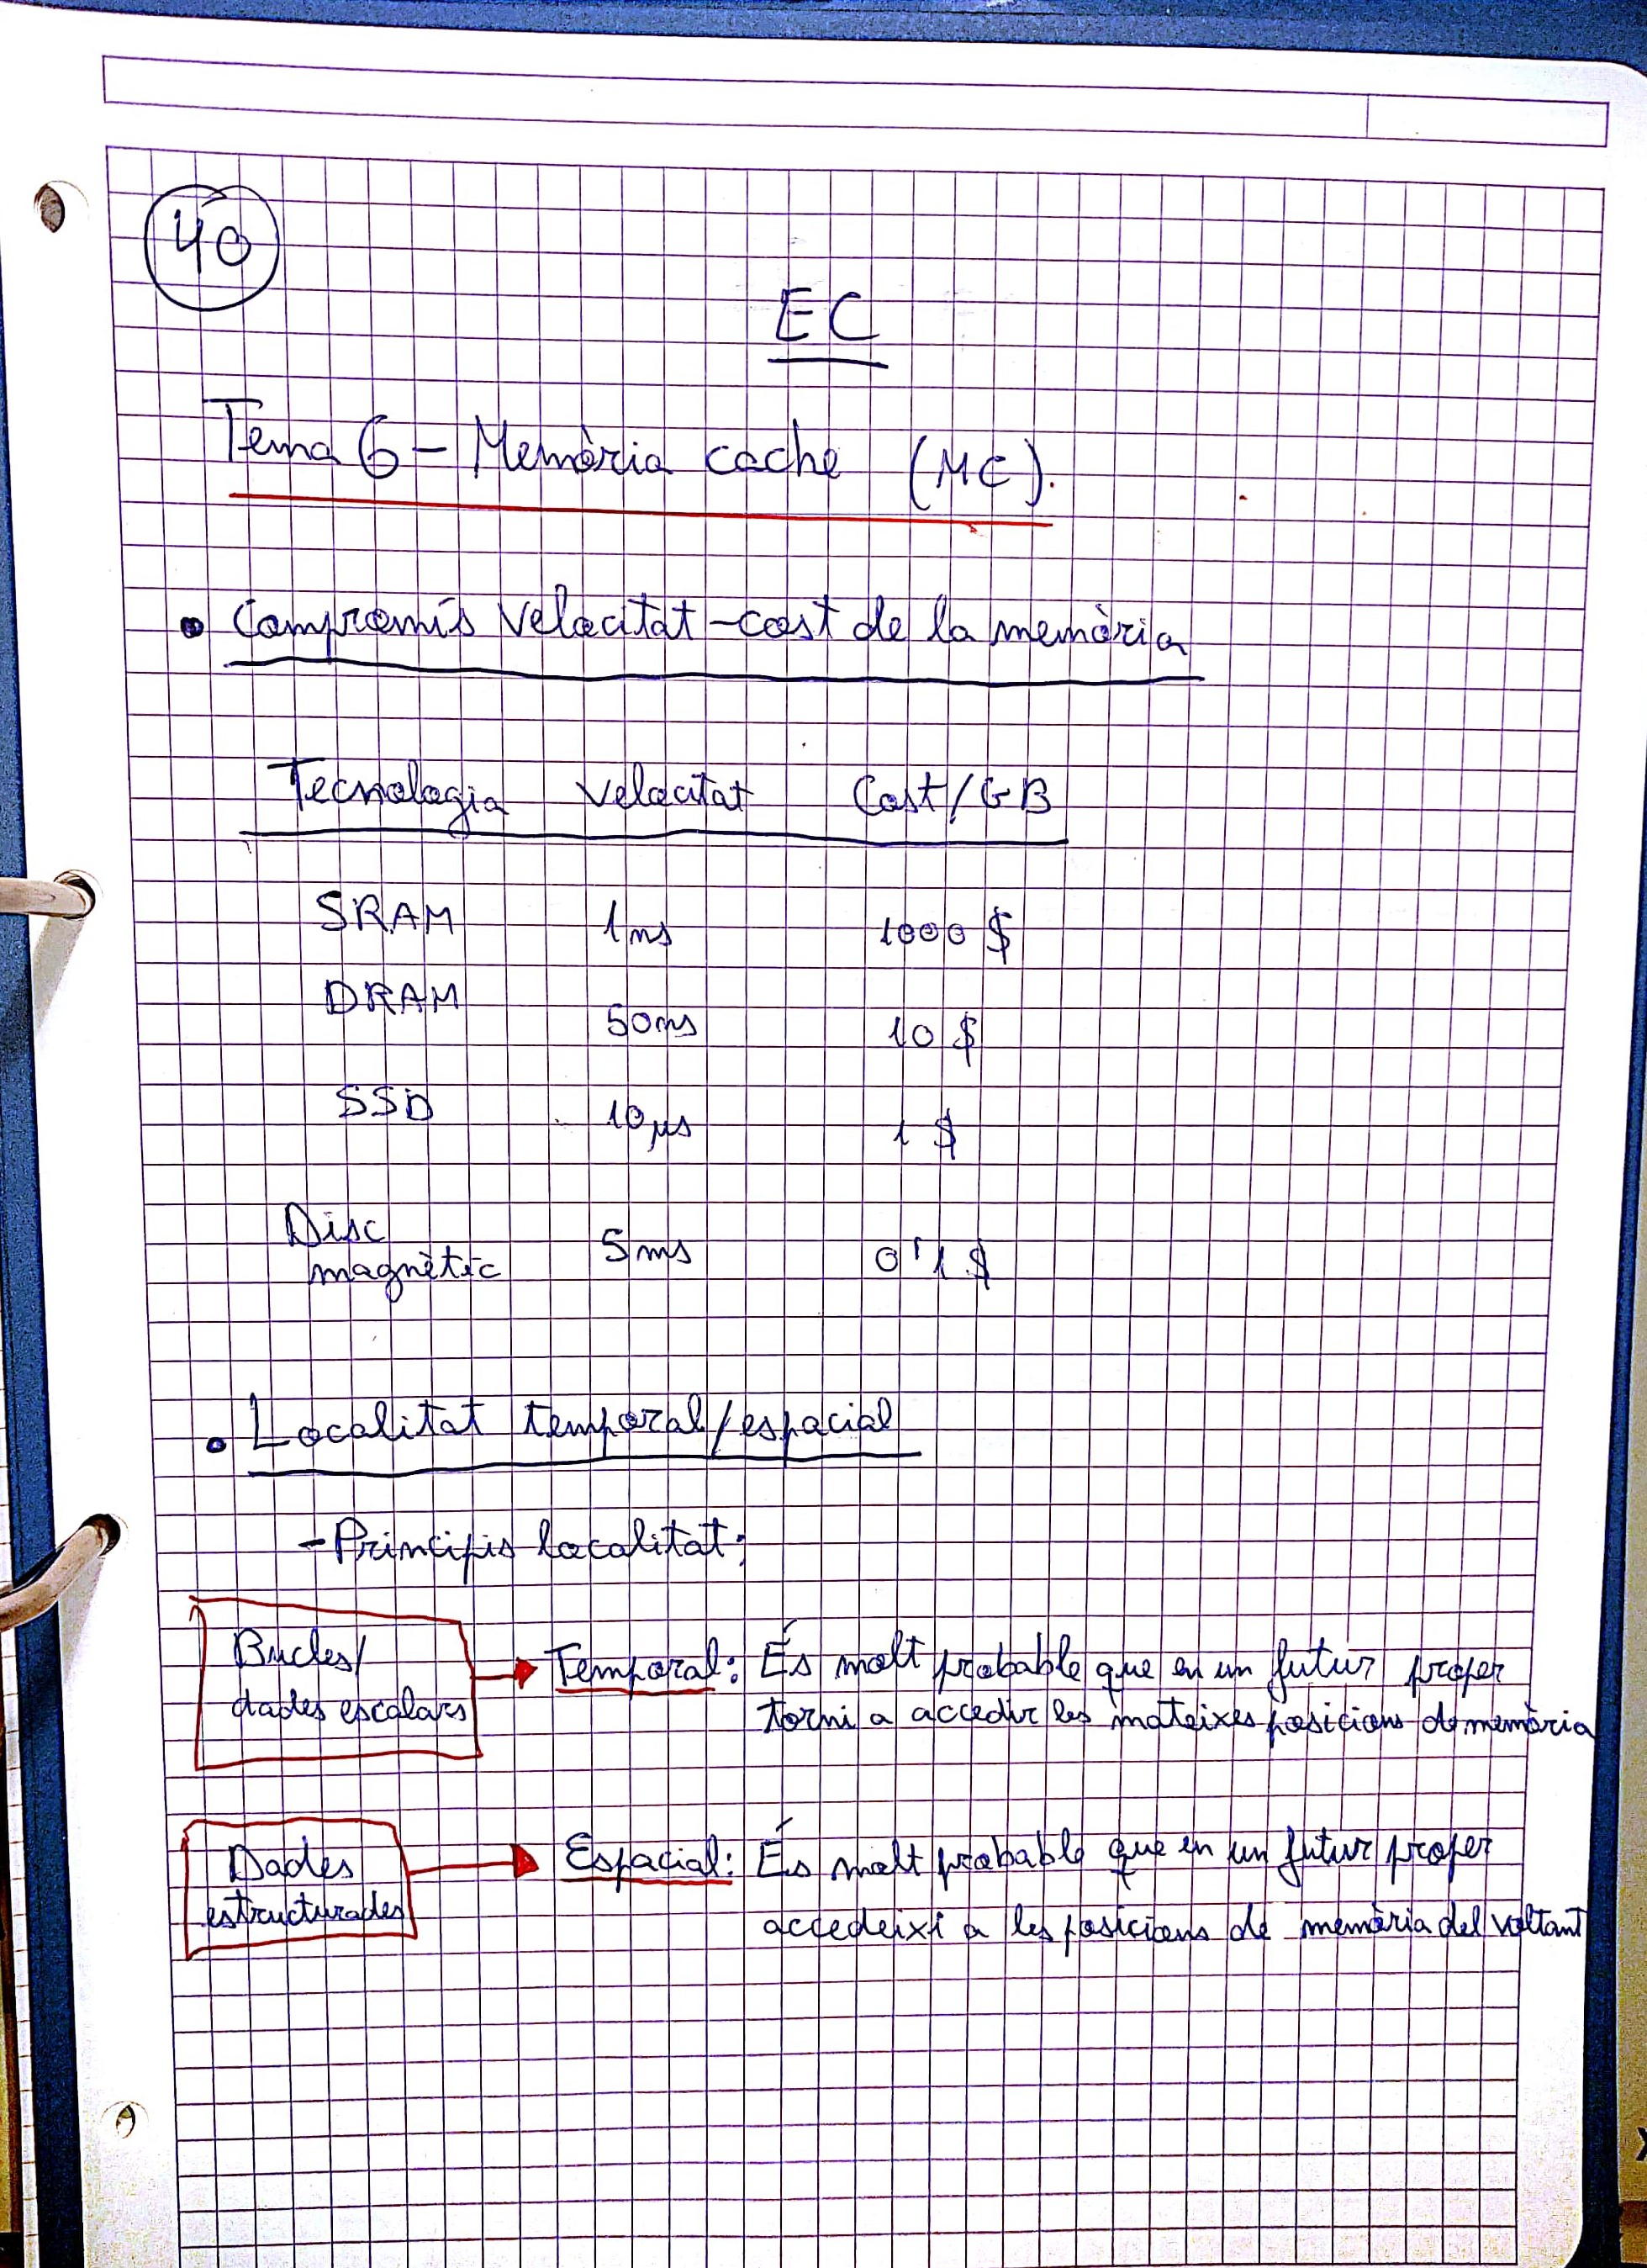 40
EC
Tema 6 - Memòria cache (MC).
• Compromís velocitat-cost de la memòria
Tecnologia Velocitat Cost/GB
SRAM 1ns 1000 $
DRAM 50ns 10 $
SSD 10μs 1 $
Disc
magnètic 5ms 0'1 $
• Localitat temporal/espacial
- Principis localitat:
Bucles/
dades escalars
Temporal: És molt probable que en un futur proper
torni a accedir les mateixes posicions de memòria
Dades
estructurades
Espacial: És molt probable que en un futur proper
accedeixi a les posicions de memòria del voltant